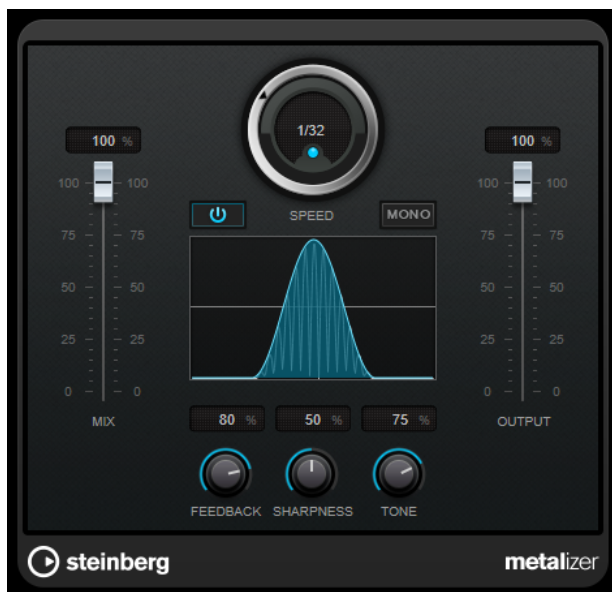 1/32
100 %
100 %
SPEED
MONO
100 100
75 75
50 50
25 25
0 0
MIX
100 100
75 75
50 50
25 25
0 0
OUTPUT
80 %
50 %
75 %
FEEDBACK
SHARPNESS
TONE
steinberg
metalizer